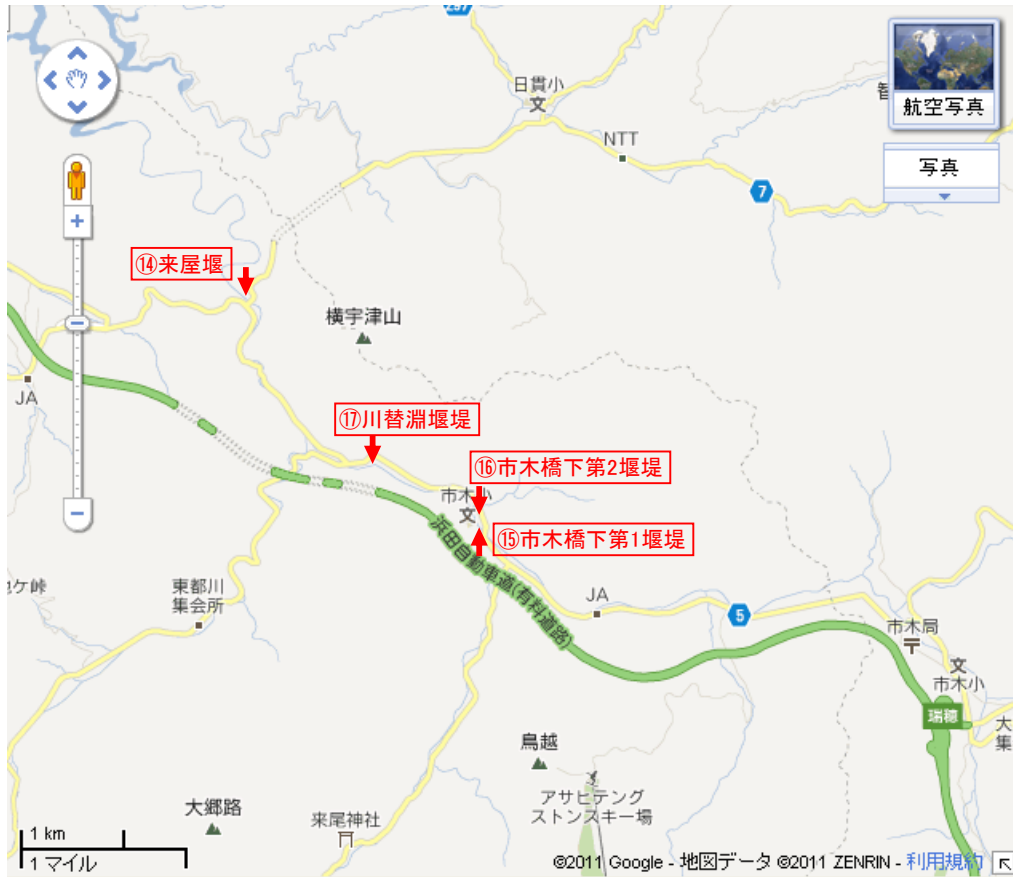 297
日貫小
文
航空写真
NTT
写真
7
⑭来屋堰
横宇津山
JA
⑰川替淵堰堤
⑯市木橋下第2堰堤
市木小
文
⑮市木橋下第1堰堤
浜田自動車道(有料道路)
ケ峠
東都川
集会所
JA
5
市木局
文
市木小
瑞穂
大
集
鳥越
アサヒテング
ストンスキー場
大郷路
来尾神社
1 km
1 マイル
©2011 Google - 地図データ ©2011 ZENRIN - 利用規約